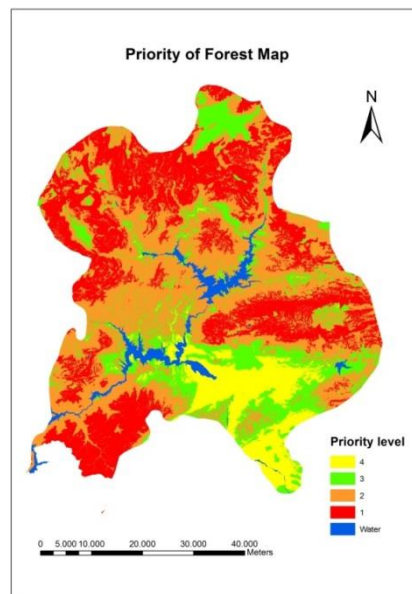 Priority of Forest Map
N
Priority level
4
3
2
1
Water
0 5.000 10.000 20.000 30.000 40.000
Meters